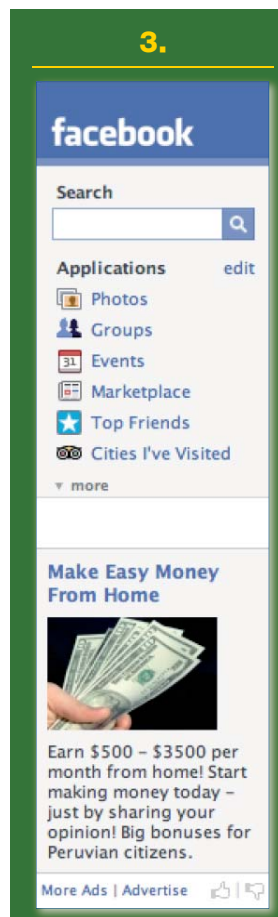 3.
facebook
Search
Applications edit
Photos
Groups
31 Events
Marketplace
Top Friends
Cities I've Visited
more
Make Easy Money
From Home
Earn $500 – $3500 per
month from home! Start
making money today –
just by sharing your
opinion! Big bonuses for
Peruvian citizens.
More Ads | Advertise